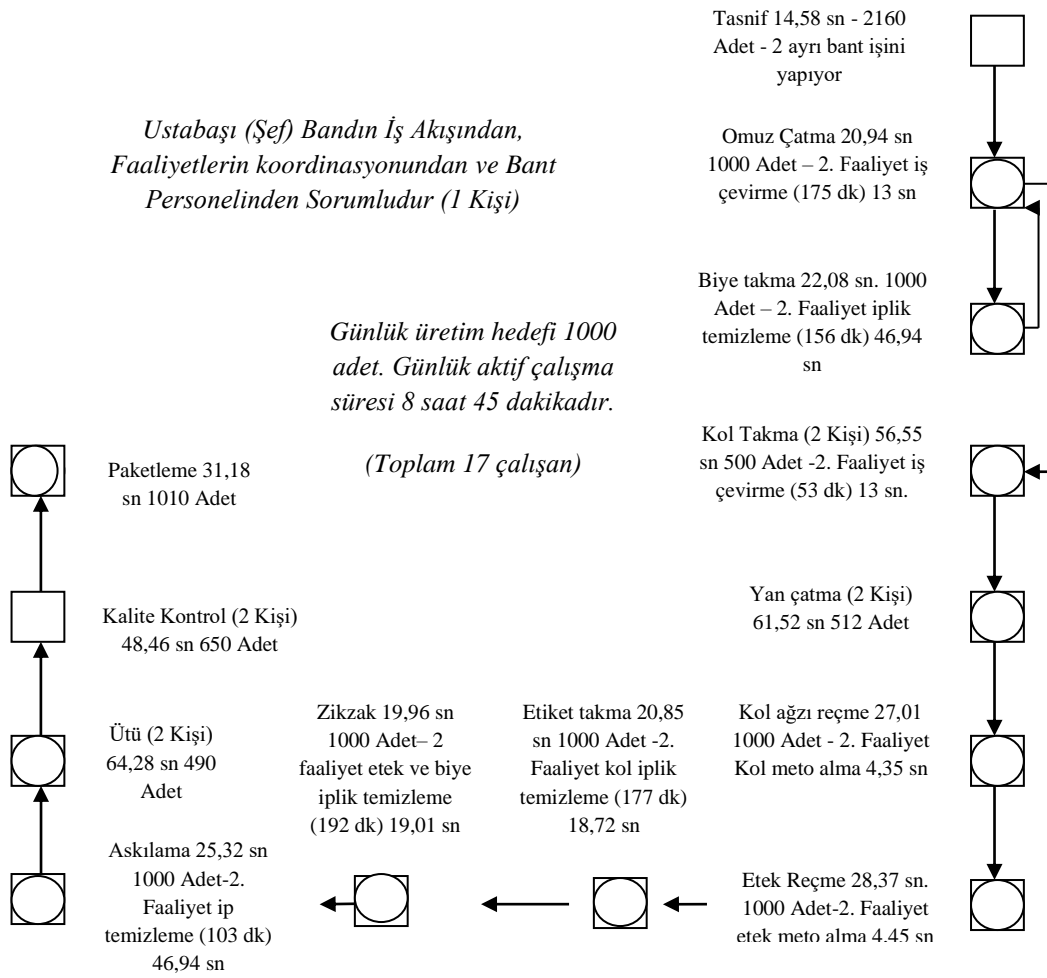 Tasnif 14,58 sn - 2160
Adet - 2 ayrı bant işini
yapıyor
Ustabaşı (Şef) Bandın İş Akışından,
Faaliyetlerin koordinasyonundan ve Bant
Personelinden Sorumludur (1 Kişi)
Omuz Çatma 20,94 sn
1000 Adet – 2. Faaliyet iş
çevirme (175 dk) 13 sn
Biye takma 22,08 sn. 1000
Adet – 2. Faaliyet iplik
temizleme (156 dk) 46,94
sn
Günlük üretim hedefi 1000
adet. Günlük aktif çalışma
süresi 8 saat 45 dakikadır.
(Toplam 17 çalışan)
Kol Takma (2 Kişi) 56,55
sn 500 Adet -2. Faaliyet iş
çevirme (53 dk) 13 sn.
Yan çatma (2 Kişi)
61,52 sn 512 Adet
Kol ağzı reçme 27,01
1000 Adet - 2. Faaliyet
Kol meto alma 4,35 sn
Etek Reçme 28,37 sn.
1000 Adet-2. Faaliyet
etek meto alma 4.45 sn
Etiket takma 20,85
sn 1000 Adet -2.
Faaliyet kol iplik
temizleme (177 dk)
18,72 sn
Zikzak 19,96 sn
1000 Adet– 2
faaliyet etek ve biye
iplik temizleme
(192 dk) 19,01 sn
Askılama 25,32 sn
1000 Adet-2.
Faaliyet ip
temizleme (103 dk)
46,94 sn
Ütü (2 Kişi)
64,28 sn 490
Adet
Kalite Kontrol (2 Kişi)
48,46 sn 650 Adet
Paketleme 31,18
sn 1010 Adet